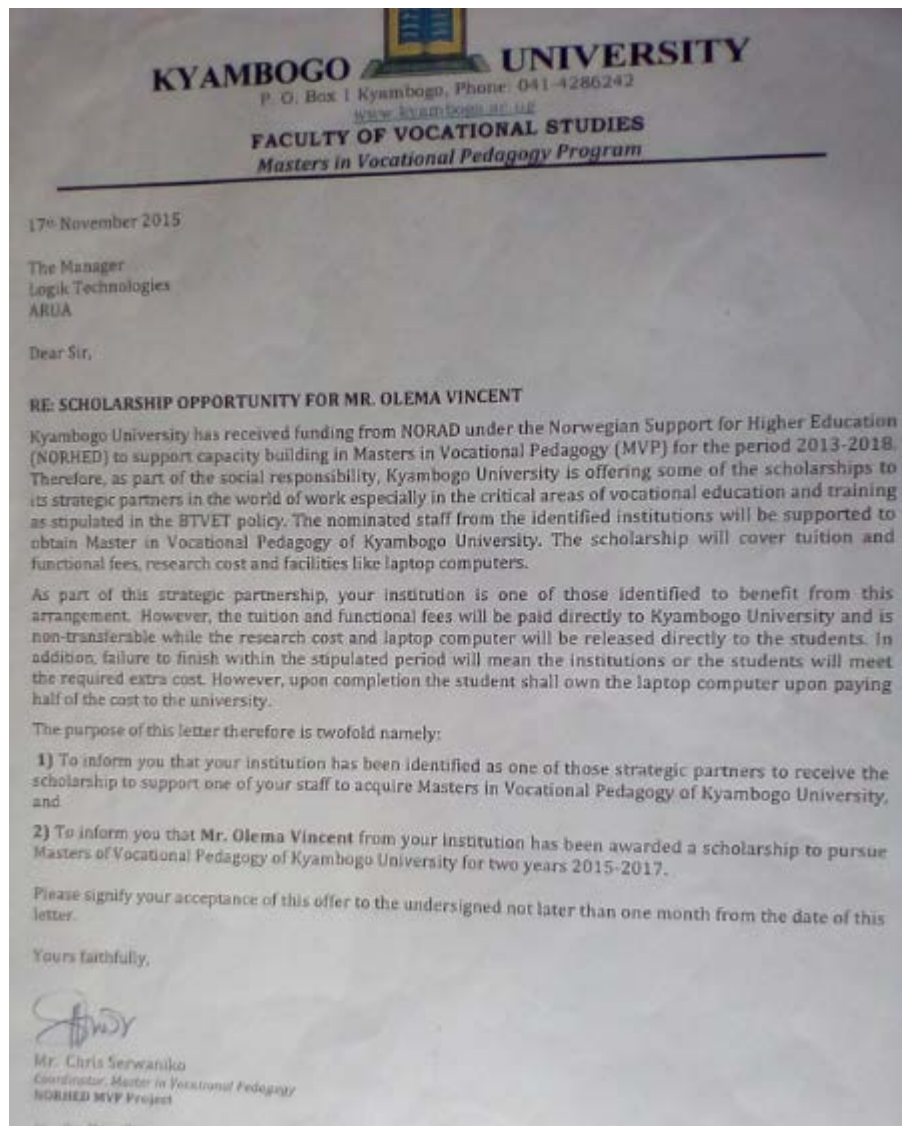 KYAMBOGO UNIVERSITY
P. O. Box 1 Kyambogo, Phone: 041-4286242
www.kyambogo.ac.ug
FACULTY OF VOCATIONAL STUDIES
Masters in Vocational Pedagogy Program
17th November 2015
The Manager
Logik Technologies
ARUA
Dear Sir,
RE: SCHOLARSHIP OPPORTUNITY FOR MR. OLEMA VINCENT
Kyambogo University has received funding from NORAD under the Norwegian Support for Higher Education
(NORHED) to support capacity building in Masters in Vocational Pedagogy (MVP) for the period 2013-2018.
Therefore, as part of the social responsibility, Kyambogo University is offering some of the scholarships to
its strategic partners in the world of work especially in the critical areas of vocational education and training
as stipulated in the BTVET policy. The nominated staff from the identified institutions will be supported to
obtain Master in Vocational Pedagogy of Kyambogo University. The scholarship will cover tuition and
functional fees, research cost and facilities like laptop computers.
As part of this strategic partnership, your institution is one of those identified to benefit from this
arrangement. However, the tuition and functional fees will be paid directly to Kyambogo University and is
non-transferable while the research cost and laptop computer will be released directly to the students. In
addition, failure to finish within the stipulated period will mean the institutions or the students will meet
the required extra cost. However, upon completion the student shall own the laptop computer upon paying
half of the cost to the university.
The purpose of this letter therefore is twofold namely:
1) To inform you that your institution has been identified as one of those strategic partners to receive the
scholarship to support one of your staff to acquire Masters in Vocational Pedagogy of Kyambogo University,
and
2) To inform you that Mr. Olema Vincent from your institution has been awarded a scholarship to pursue
Masters of Vocational Pedagogy of Kyambogo University for two years 2015-2017.
Please signify your acceptance of this offer to the undersigned not later than one month from the date of this
letter.
Yours faithfully,
Mr. Chris Serwaniko
Coordinator, Master in Vocational Pedagogy
NORHED MVP Project